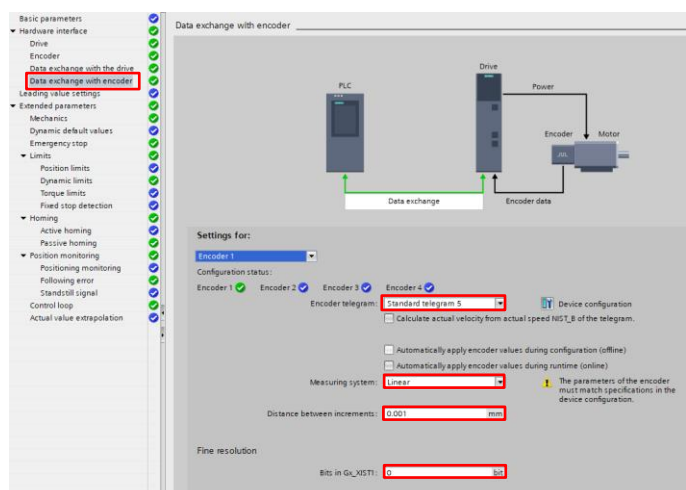 Basic parameters
Hardware interface
Drive
Encoder
Data exchange with the drive
Data exchange with encoder
Leading value settings
Extended parameters
Mechanics
Dynamic default values
Emergency stop
Limits
Position limits
Dynamic limits
Torque limits
Fixed stop detection
Homing
Active homing
Passive homing
Position monitoring
Positioning monitoring
Following error
Standstill signal
Control loop
Actual value extrapolation
Data exchange with encoder
PLC
Drive
Power
Encoder Motor
Data exchange
Encoder data
Settings for:
Encoder 1
Configuration status:
Encoder 1 Encoder 2 Encoder 3 Encoder 4
Encoder telegram: Standard telegram 5 Device configuration
Calculate actual velocity from actual speed NIST_B of the telegram.
Automatically apply encoder values during configuration (offline)
Automatically apply encoder values during runtime (online)
Measuring system: Linear
The parameters of the encoder
must match specifications in the
device configuration.
Distance between increments: 0.001 mm
Fine resolution
Bits in Gx_XIST1: 0 bit